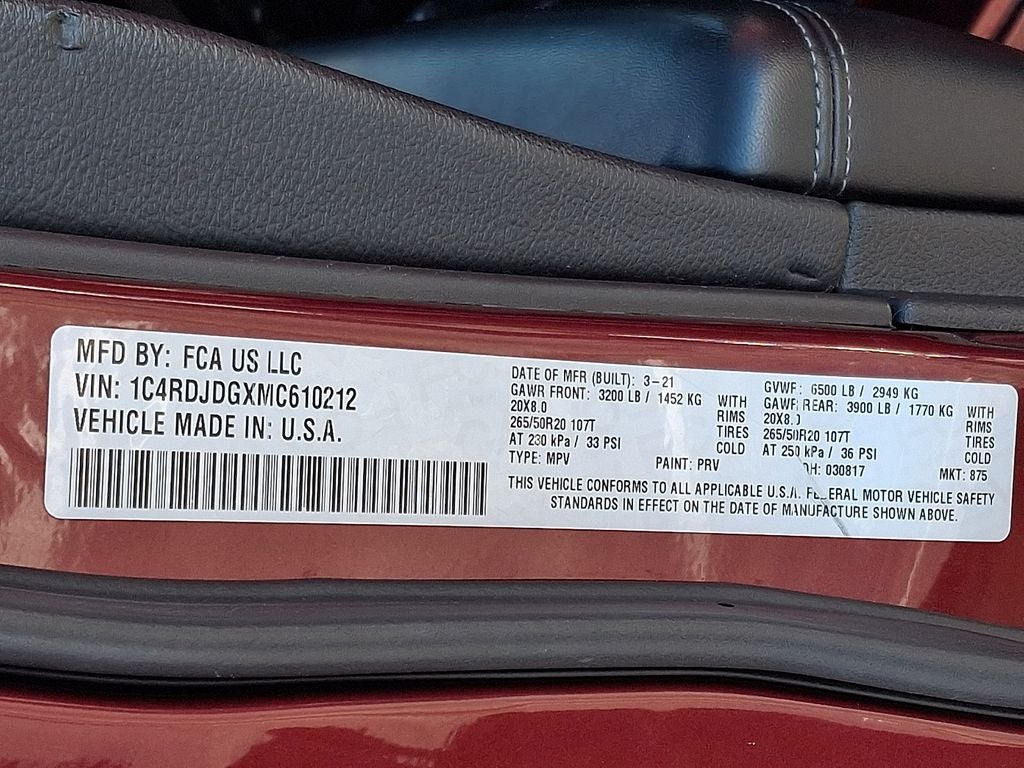 MFD BY: FCA US LLC
VIN: 1C4RDJDGXMC610212
VEHICLE MADE IN: U.S.A.
DATE OF MFR (BUILT): 3-21
GAWR FRONT: 3200 LB / 1452 KG WITH
20X8.0 RIMS
265/50R20 107T TIRES
AT 230 kPa / 33 PSI COLD
TYPE: MPV PAINT: PRV
GVWR: 6500 LB / 2949 KG
GAWR REAR: 3900 LB / 1770 KG WITH
20X8.0 RIMS
265/50R20 107T TIRES
AT 250 kPa / 36 PSI COLD
030817 MKT: 875
THIS VEHICLE CONFORMS TO ALL APPLICABLE U.S.A. FEDERAL MOTOR VEHICLE SAFETY
STANDARDS IN EFFECT ON THE DATE OF MANUFACTURE SHOWN ABOVE.